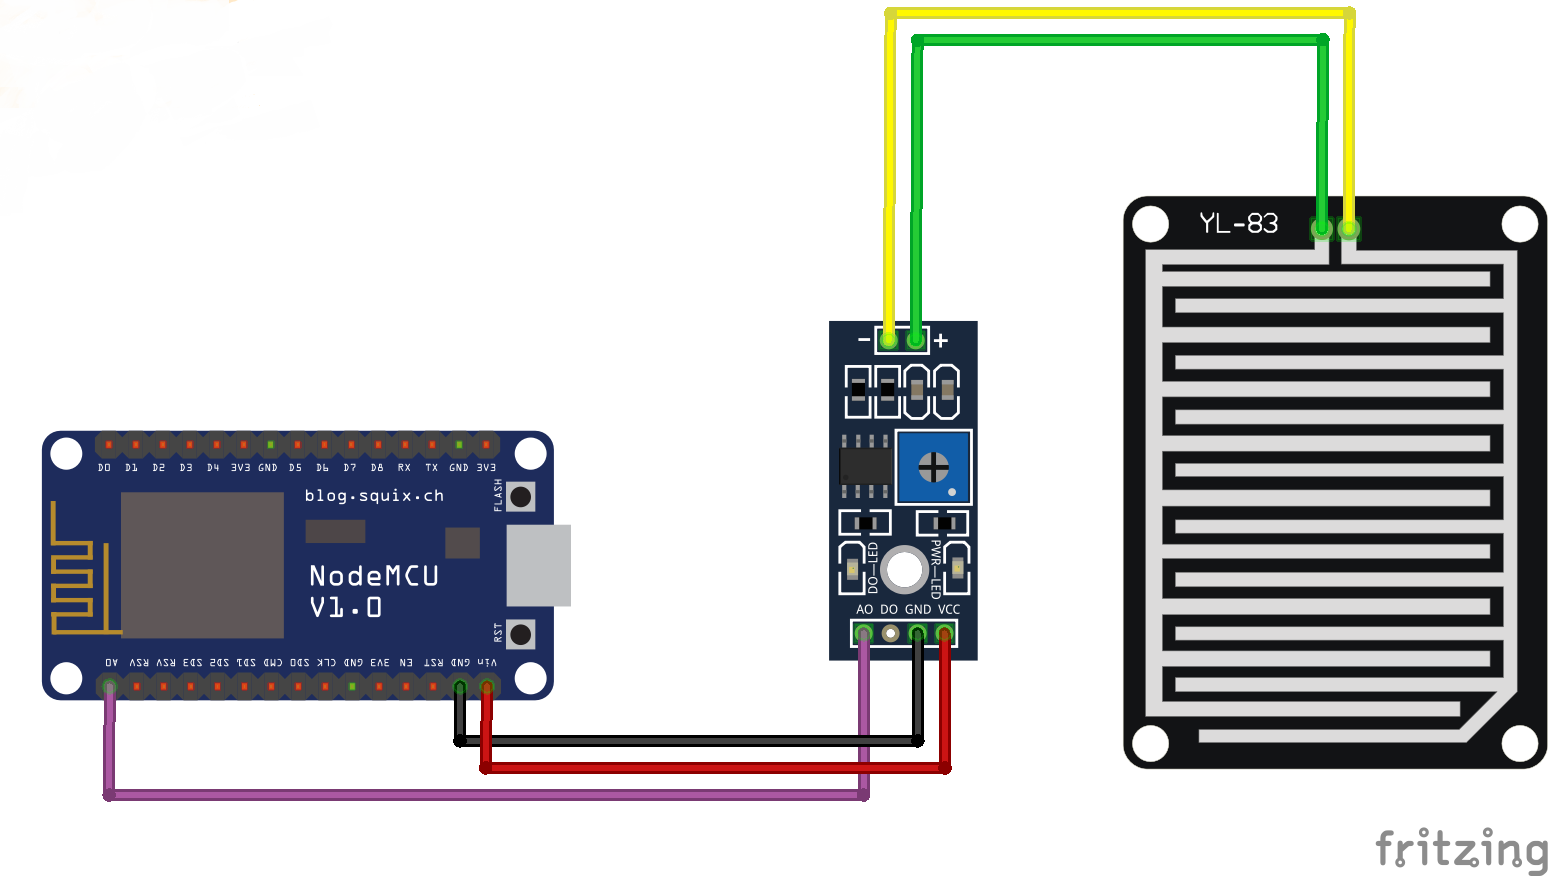 YL-83
- +
D0 D1 D2 D3 D4 3V3 GND D5 D6 D7 D8 RX TX GND 3V3
blog.squix.ch
FLASH
NodeMCU
V1.0
RST
A0 RSV RSV SD3 SD2 SD1 CMD SD0 CLK GND 3V3 EN RST GND Vin
DO—LED
PWR—LED
AO DO GND VCC
fritzing